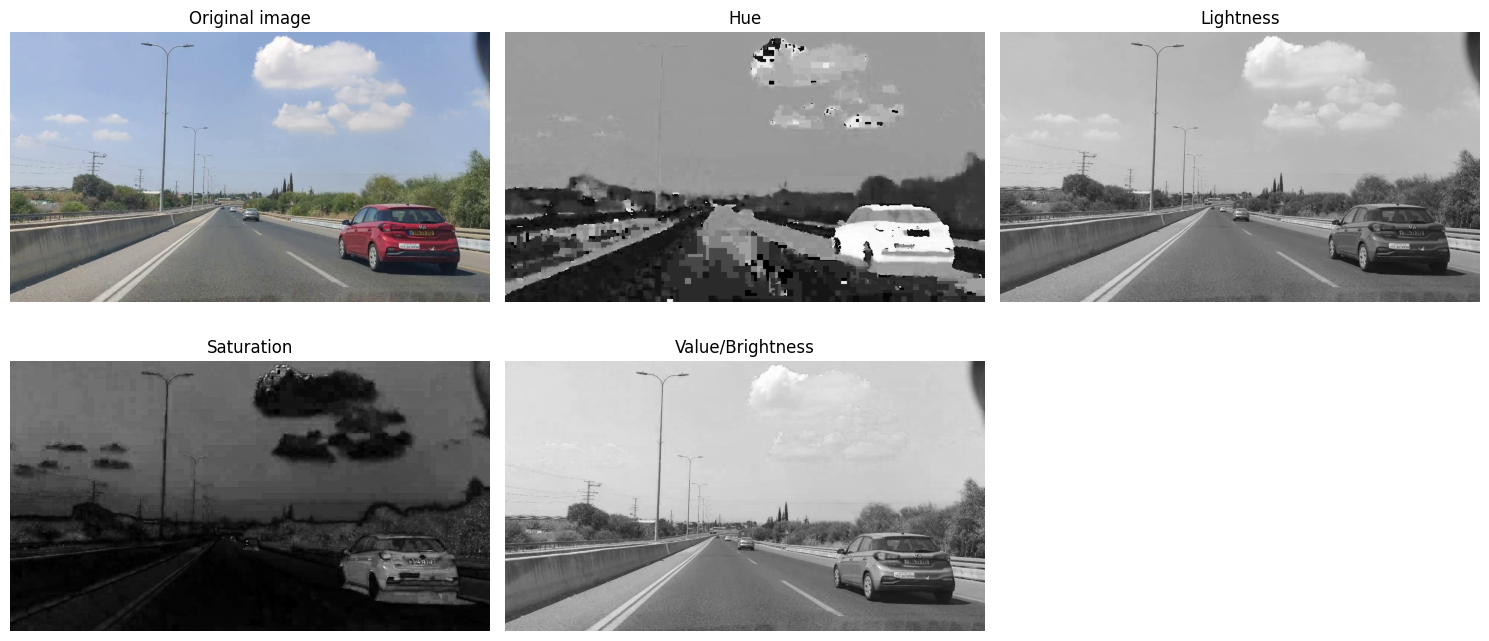 Original image
Hue
Lightness
Saturation
Value/Brightness